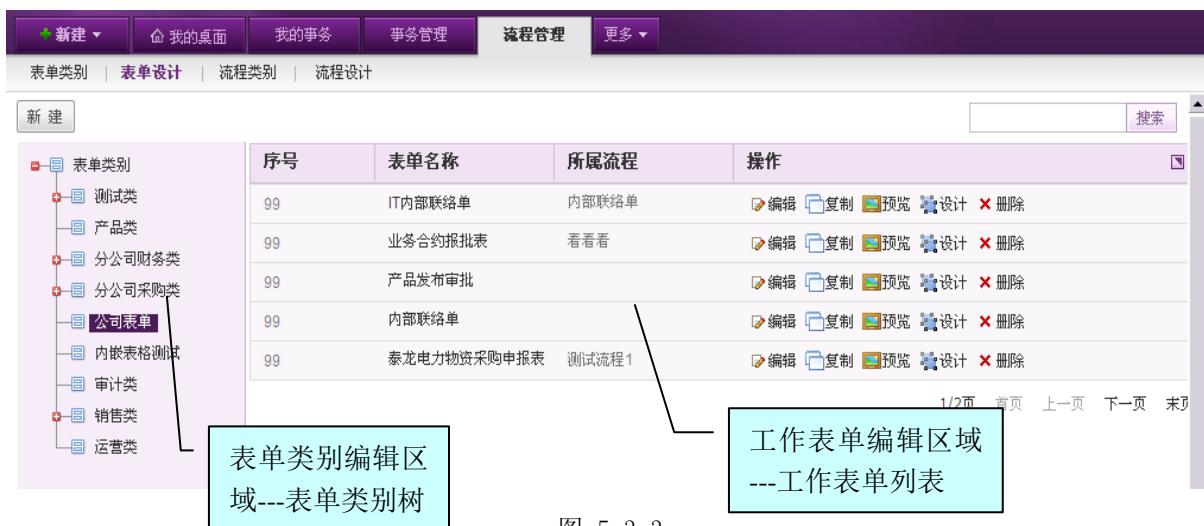 新建 我的桌面 我的事务 事务管理 流程管理 更多
表单类别 | 表单设计 | 流程类别 | 流程设计
新 建 搜索
表单类别
测试类
产品类
分公司财务类
分公司采购类
公司表单
内嵌表格测试
审计类
销售类
运营类
序号 表单名称 所属流程 操作
99 IT内部联络单 内部联络单 编辑 复制 预览 设计 删除
99 业务合约报批表 看看看 编辑 复制 预览 设计 删除
99 产品发布审批 编辑 复制 预览 设计 删除
99 内部联络单 编辑 复制 预览 设计 删除
99 泰龙电力物资采购申报表 测试流程1 编辑 复制 预览 设计 删除
1/2页 首页 上一页 下一页 末页
表单类别编辑区
域---表单类别树
工作表单编辑区域
---工作表单列表